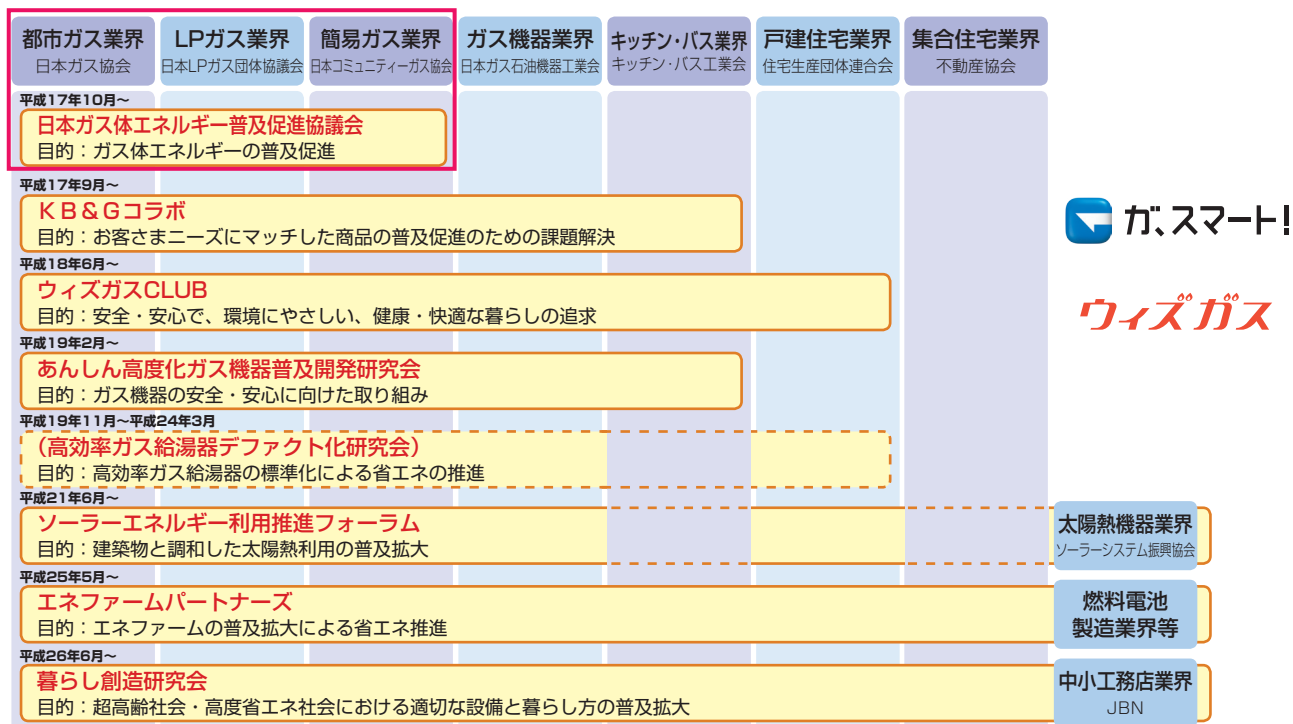 都市ガス業界
日本ガス協会
LPガス業界
日本LPガス団体協議会
簡易ガス業界
日本コミュニティーガス協会
ガス機器業界
日本ガス石油機器工業会
キッチン・バス業界
キッチン・バス工業会
戸建住宅業界
住宅生産団体連合会
集合住宅業界
不動産協会
平成17年10月~
日本ガス体エネルギー普及促進協議会
目的:ガス体エネルギーの普及促進
平成17年9月~
KB&Gコラボ
目的:お客さまニーズにマッチした商品の普及促進のための課題解決
平成18年6月~
ウィズガスCLUB
目的:安全・安心で、環境にやさしい、健康・快適な暮らしの追求
平成19年2月~
あんしん高度化ガス機器普及開発研究会
目的:ガス機器の安全・安心に向けた取り組み
平成19年11月~平成24年3月
(高効率ガス給湯器デファクト化研究会)
目的:高効率ガス給湯器の標準化による省エネの推進
平成21年6月~
ソーラーエネルギー利用推進フォーラム
目的:建築物と調和した太陽熱利用の普及拡大
太陽熱機器業界
ソーラーシステム振興協会
平成25年5月~
エネファームパートナーズ
目的:エネファームの普及拡大による省エネ推進
燃料電池
製造業界等
平成26年6月~
暮らし創造研究会
目的:超高齢社会・高度省エネ社会における適切な設備と暮らし方の普及拡大
中小工務店業界
JBN
ガ、スマート!
ウィズガス